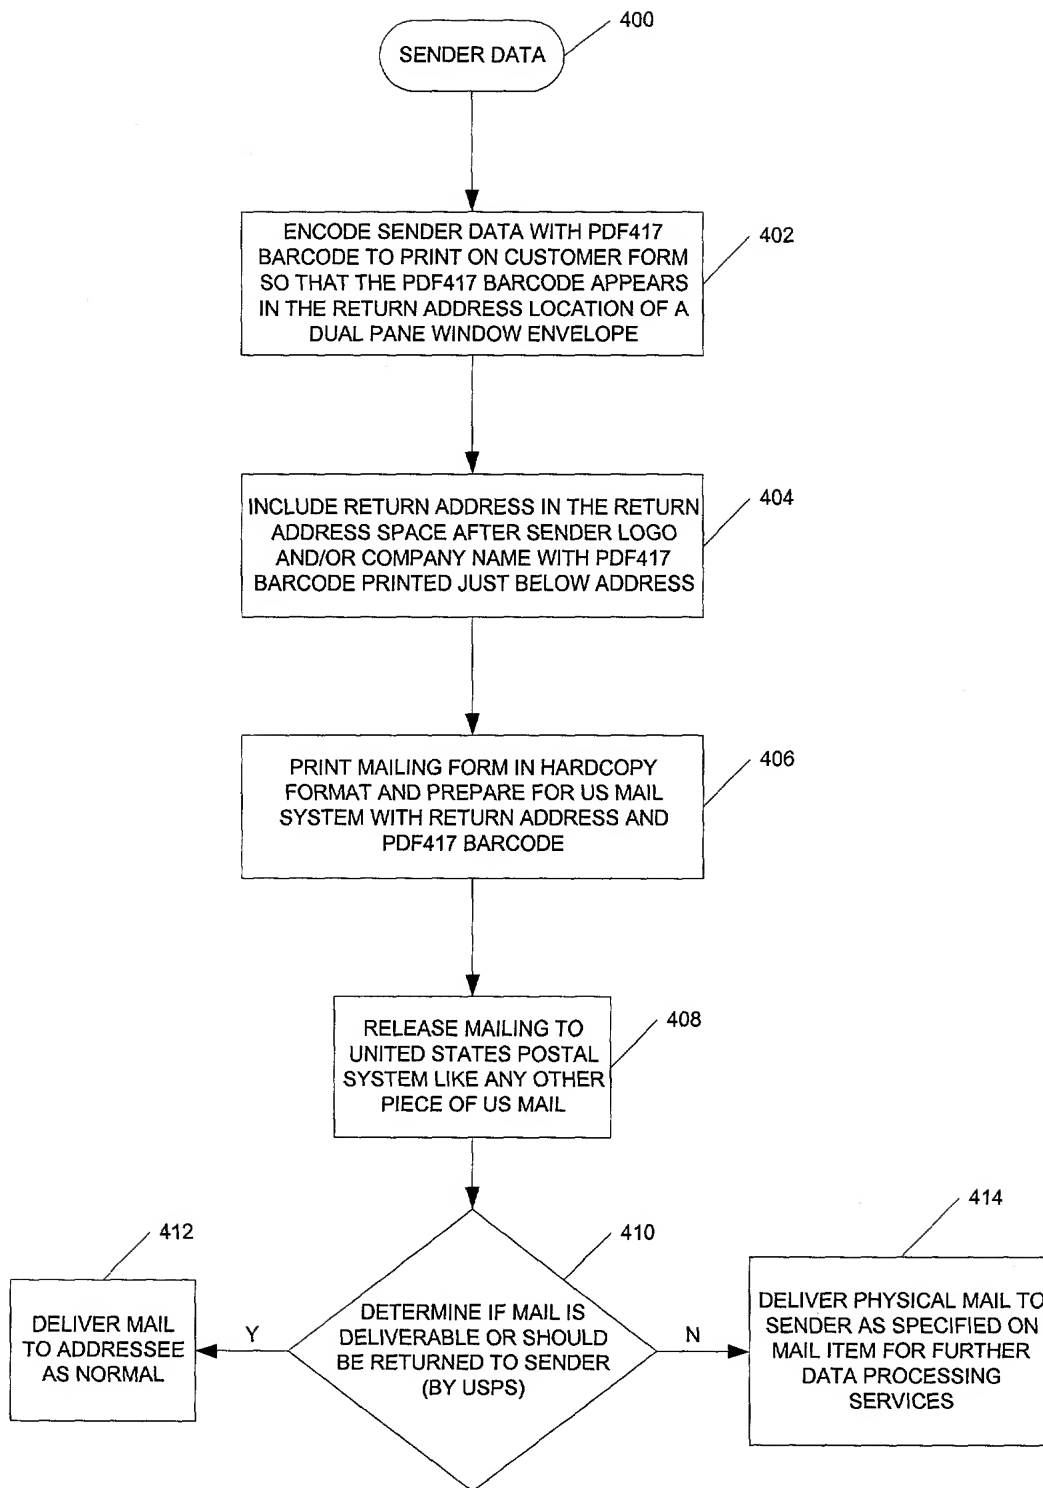 400
SENDER DATA
ENCODE SENDER DATA WITH PDF417
BARCODE TO PRINT ON CUSTOMER FORM
SO THAT THE PDF417 BARCODE APPEARS
IN THE RETURN ADDRESS LOCATION OF A
DUAL PANE WINDOW ENVELOPE
402
INCLUDE RETURN ADDRESS IN THE RETURN
ADDRESS SPACE AFTER SENDER LOGO
AND/OR COMPANY NAME WITH PDF417
BARCODE PRINTED JUST BELOW ADDRESS
404
PRINT MAILING FORM IN HARDCOPY
FORMAT AND PREPARE FOR US MAIL
SYSTEM WITH RETURN ADDRESS AND
PDF417 BARCODE
406
RELEASE MAILING TO
UNITED STATES POSTAL
SYSTEM LIKE ANY OTHER
PIECE OF US MAIL
408
410
DETERMINE IF MAIL IS
DELIVERABLE OR SHOULD
BE RETURNED TO SENDER
(BY USPS)
Y
412
DELIVER MAIL
TO ADDRESSEE
AS NORMAL
N
414
DELIVER PHYSICAL MAIL TO
SENDER AS SPECIFIED ON
MAIL ITEM FOR FURTHER
DATA PROCESSING
SERVICES